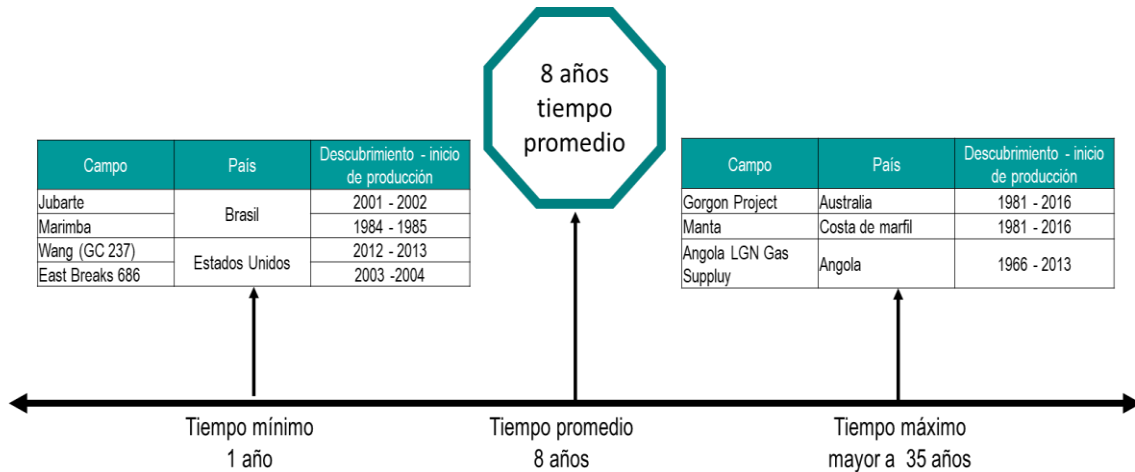 8 años
tiempo
promedio
Campo País Descubrimiento - inicio
de producción
Jubarte Brasil 2001 - 2002
Marimba 1984 - 1985
Wang (GC 237) Estados Unidos 2012 - 2013
East Breaks 686 2003 -2004
Campo País Descubrimiento - inicio
de producción
Gorgon Project Australia 1981 - 2016
Manta Costa de marfil 1981 - 2016
Angola LGN Gas
Suppluy Angola 1966 - 2013
Tiempo mínimo
1 año
Tiempo promedio
8 años
Tiempo máximo
mayor a 35 años